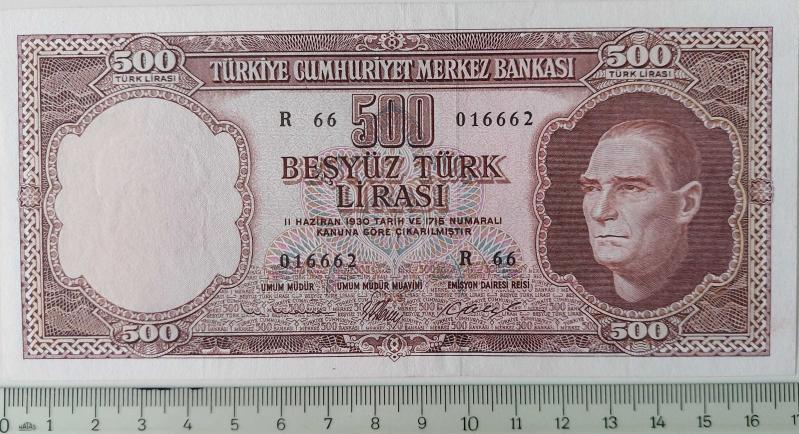 500 500
TÜRK LİRASI TÜRK LİRASI
TÜRKİYE CUMHURİYET MERKEZ BANKASI
R 66 500 016662
BEŞYÜZ TÜRK
LİRASI
11 HAZİRAN 1930 TARİH VE 1715 NUMARALI
KANUNA GÖRE ÇIKARILMIŞTIR
016662 R 66
UMUM MÜDÜR UMUM MÜDÜR MUAVİNİ EMİSYON DAİRESİ REİSİ
500 500
0 1 2 3 4 5 6 7 8 9 10 11 12 13 14 15 16 17